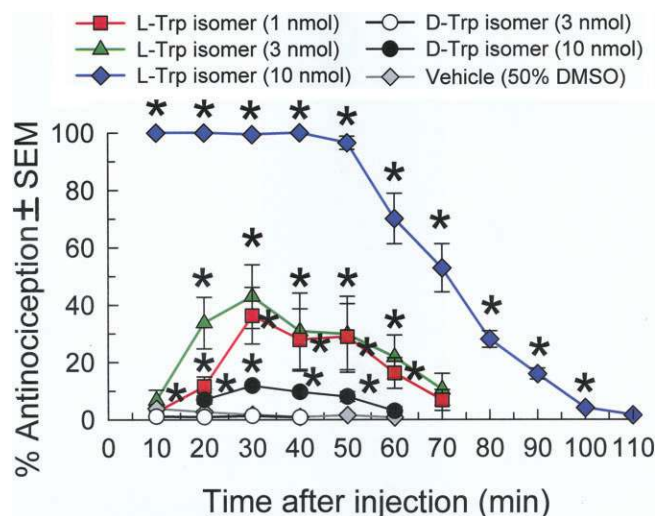 L-Trp isomer (1 nmol) D-Trp isomer (3 nmol)
L-Trp isomer (3 nmol) D-Trp isomer (10 nmol)
L-Trp isomer (10 nmol) Vehicle (50% DMSO)
% Antinociception ± SEM
100
80
60
40
20
0
0 10 20 30 40 50 60 70 80 90 100 110
Time after injection (min)